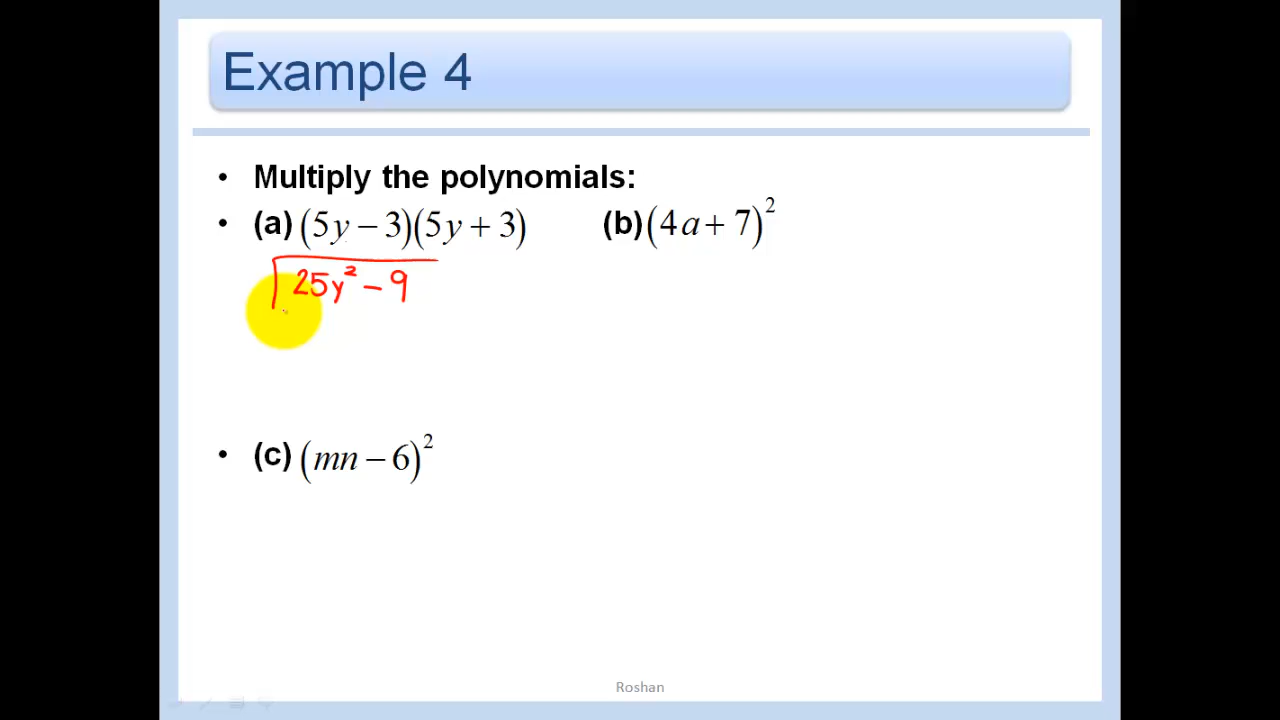 Example 4
• Multiply the polynomials:
• (a) (5y − 3)(5y + 3) (b) (4a + 7)²
25y² − 9
• (c) (mn − 6)²
Roshan